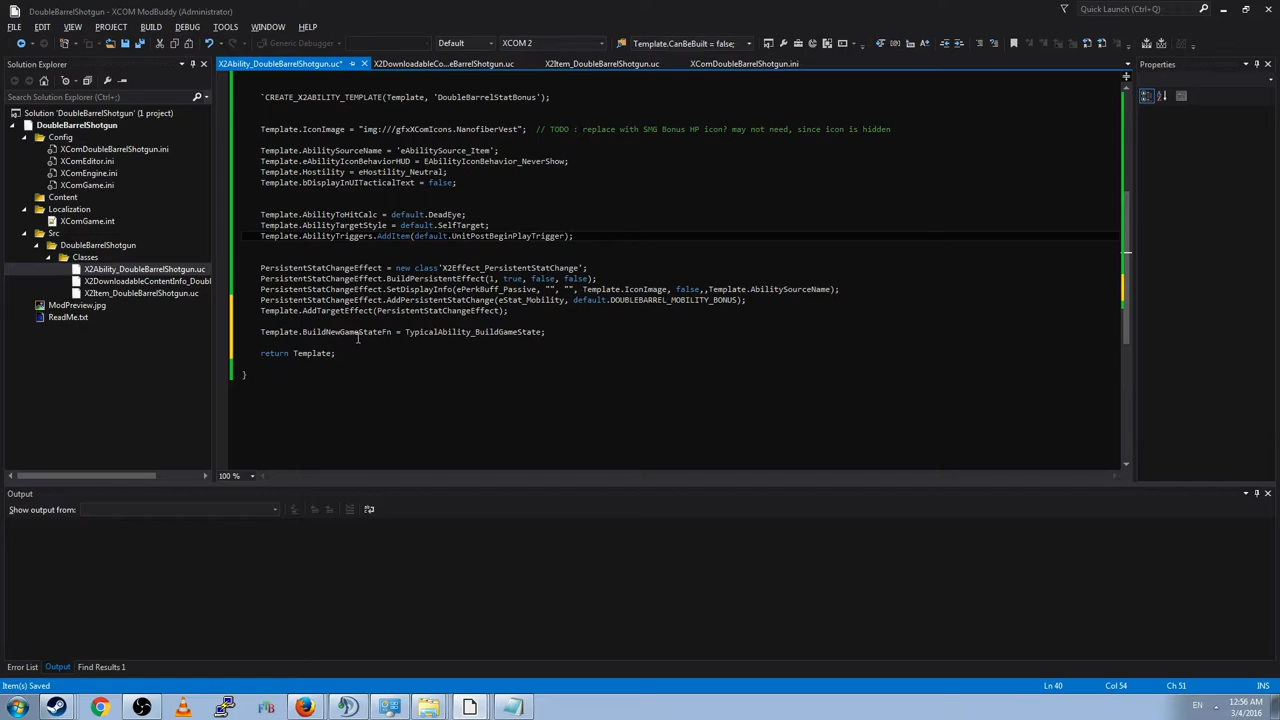 DoubleBarrelShotgun - XCOM ModBuddy (Administrator)
Quick Launch (Ctrl+Q)
FILE EDIT VIEW PROJECT BUILD DEBUG TOOLS WINDOW HELP
Generic Debugger Default XCOM 2 Template.CanBeBuilt = false;
Solution Explorer
Search Solution Explorer (Ctrl+;)
Solution 'DoubleBarrelShotgun' (1 project)
DoubleBarrelShotgun
Config
XComDoubleBarrelShotgun.ini
XComEditor.ini
XComEngine.ini
XComGame.ini
Content
Localization
XComGame.int
Src
DoubleBarrelShotgun
Classes
X2Ability_DoubleBarrelShotgun.uc
X2DownloadableContentInfo_Doubl
X2Item_DoubleBarrelShotgun.uc
ModPreview.jpg
ReadMe.txt
X2Ability_DoubleBarrelShotgun.uc* X2DownloadableCo...eBarrelShotgun.uc X2Item_DoubleBarrelShotgun.uc XComDoubleBarrelShotgun.ini
`CREATE_X2ABILITY_TEMPLATE(Template, 'DoubleBarrelStatBonus');
Template.IconImage = "img:///gfxXComIcons.NanofiberVest"; // TODO : replace with SMG Bonus HP icon? may not need, since icon is hidden
Template.AbilitySourceName = 'eAbilitySource_Item';
Template.eAbilityIconBehaviorHUD = EAbilityIconBehavior_NeverShow;
Template.Hostility = eHostility_Neutral;
Template.bDisplayInUITacticalText = false;
Template.AbilityToHitCalc = default.DeadEye;
Template.AbilityTargetStyle = default.SelfTarget;
Template.AbilityTriggers.AddItem(default.UnitPostBeginPlayTrigger);
PersistentStatChangeEffect = new class'X2Effect_PersistentStatChange';
PersistentStatChangeEffect.BuildPersistentEffect(1, true, false, false);
PersistentStatChangeEffect.SetDisplayInfo(ePerkBuff_Passive, "", "", Template.IconImage, false,,Template.AbilitySourceName);
PersistentStatChangeEffect.AddPersistentStatChange(eStat_Mobility, default.DOUBLEBARREL_MOBILITY_BONUS);
Template.AddTargetEffect(PersistentStatChangeEffect);
Template.BuildNewGameStateFn = TypicalAbility_BuildGameState;
return Template;
}
100 %
Properties
Output
Show output from:
Error List Output Find Results 1
Item(s) Saved Ln 40 Col 54 Ch 51 INS
EN 12:56 AM
3/4/2016